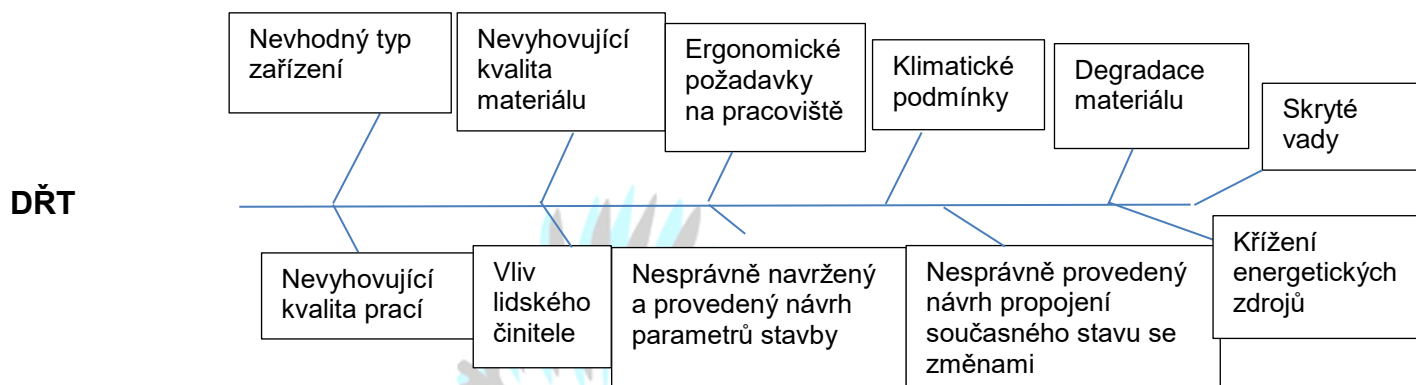 Nevhodný typ
zařízení
Nevyhovující
kvalita
materiálu
Ergonomické
požadavky
na pracoviště
Klimatické
podmínky
Degradace
materiálu
Skryté
vady
DŘT
Nevyhovující
kvalita prací
Vliv
lidského
činitele
Nesprávně navržený
a provedený návrh
parametrů stavby
Nesprávně provedený
návrh propojení
současného stavu se
změnami
Křížení
energetických
zdrojů